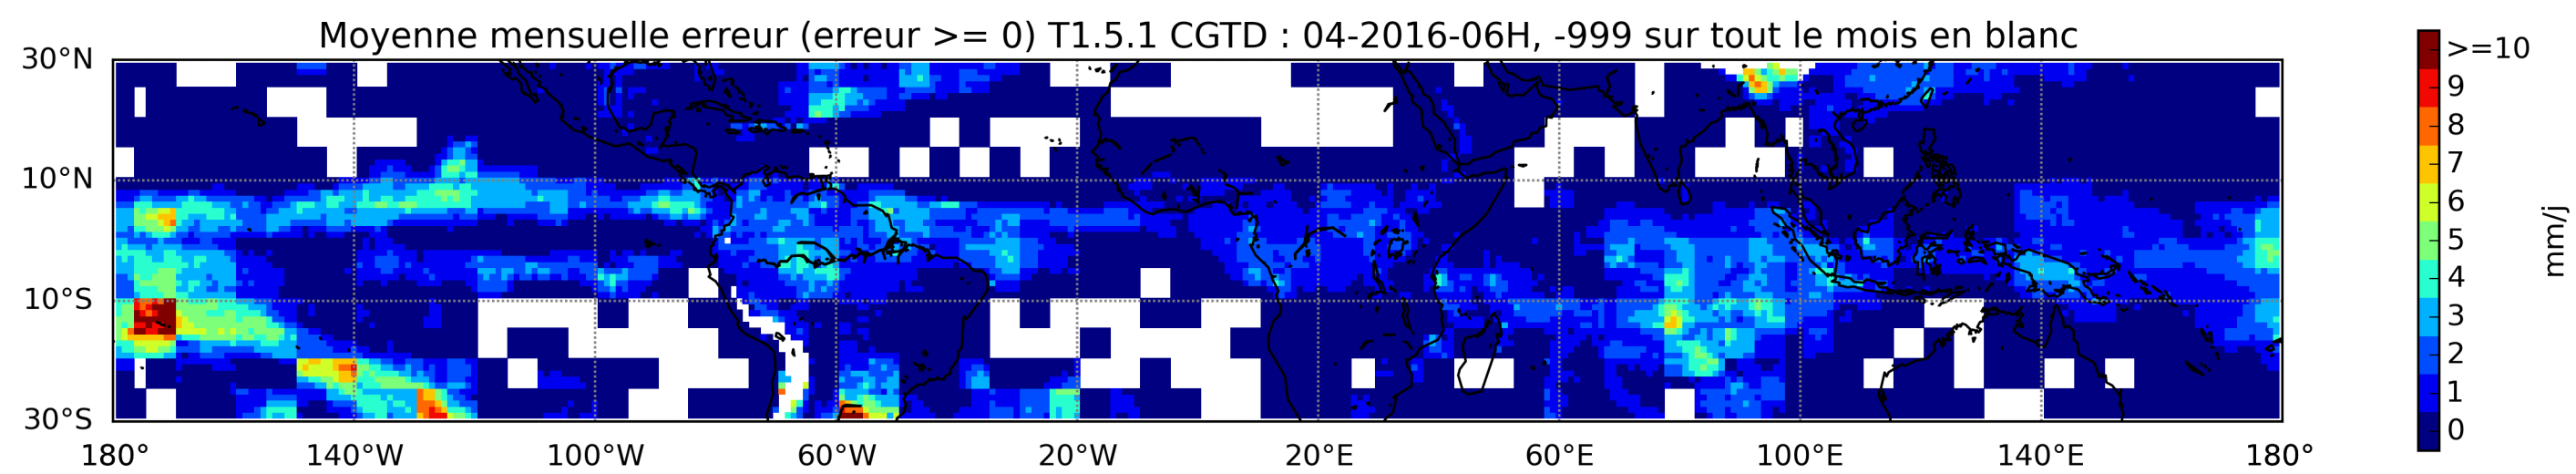 Moyenne mensuelle erreur (erreur >= 0) T1.5.1 CGTD : 04-2016-06H, -999 sur tout le mois en blanc
30°N
10°N
10°S
30°S
180°
140°W
100°W
60°W
20°W
20°E
60°E
100°E
140°E
180°
>=10
9
8
7
6
5
4
3
2
1
0
mm/j